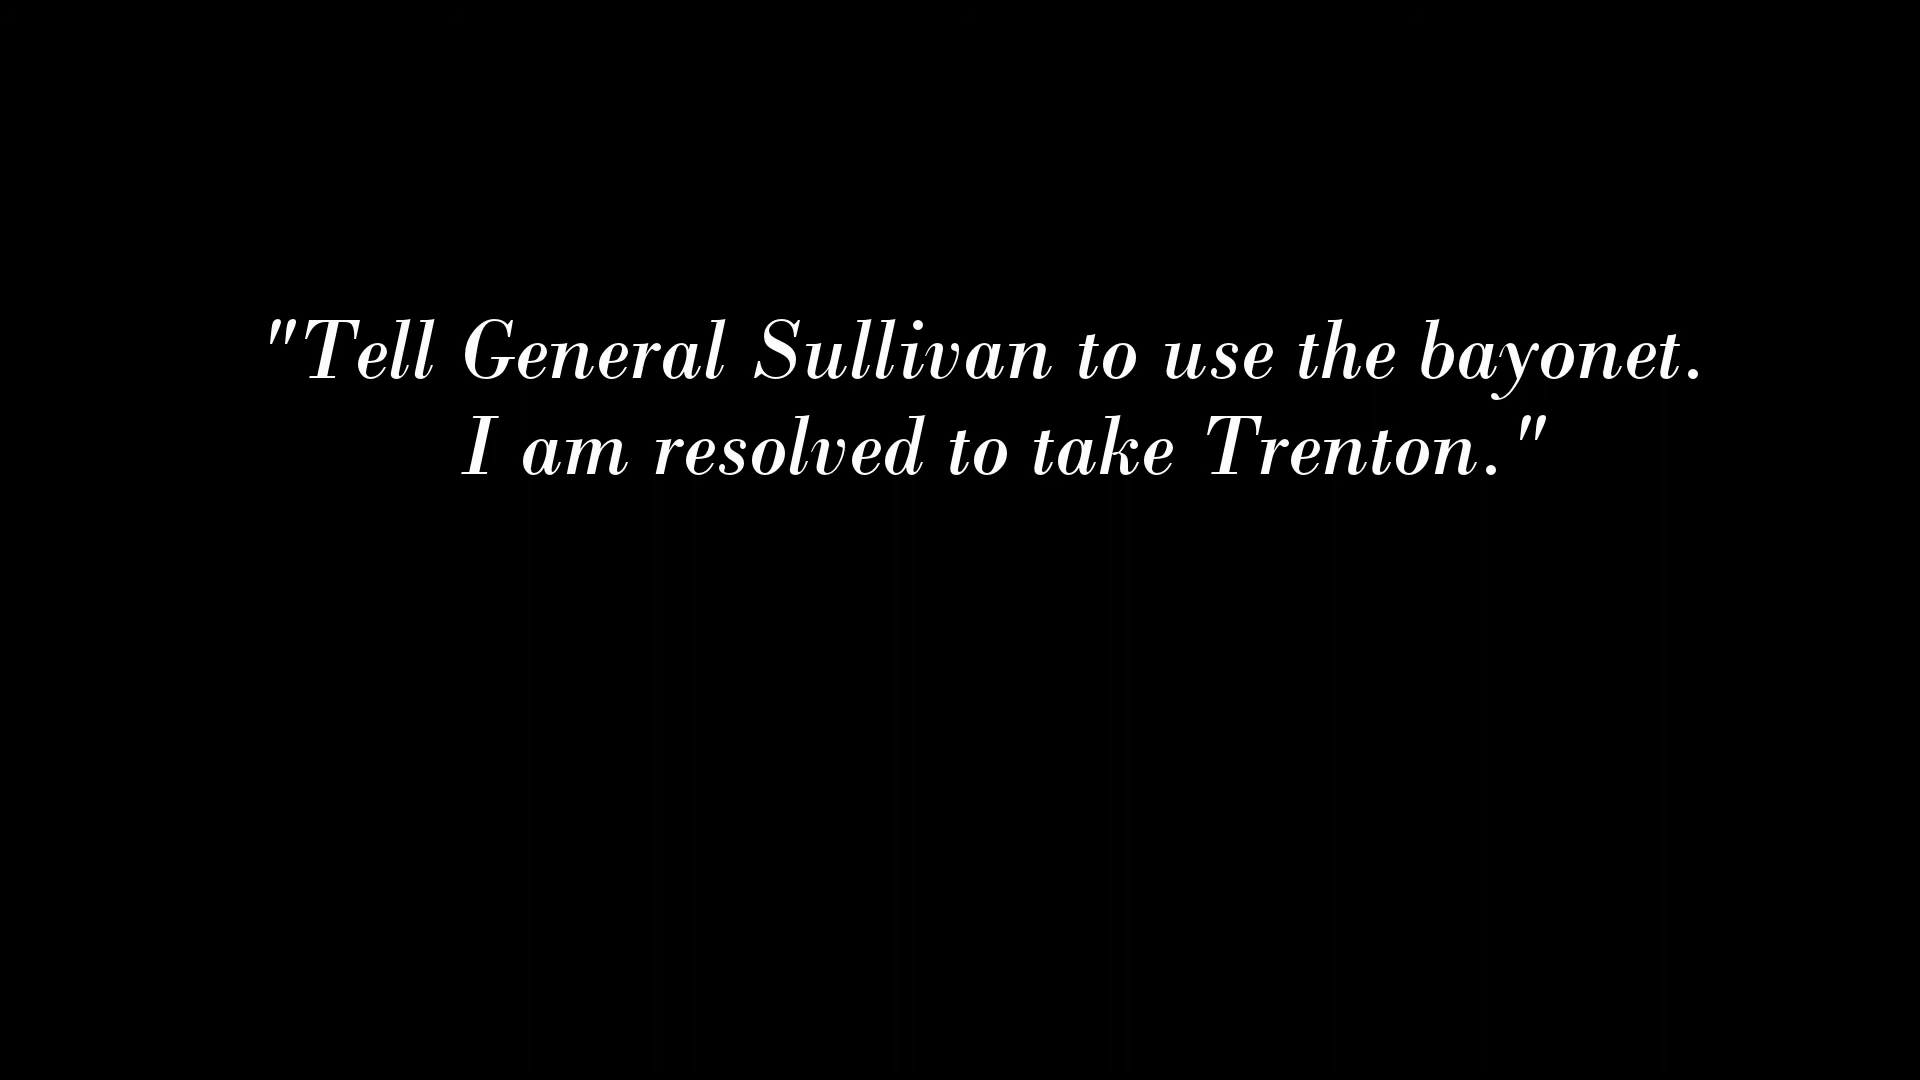 "Tell General Sullivan to use the bayonet.
I am resolved to take Trenton."